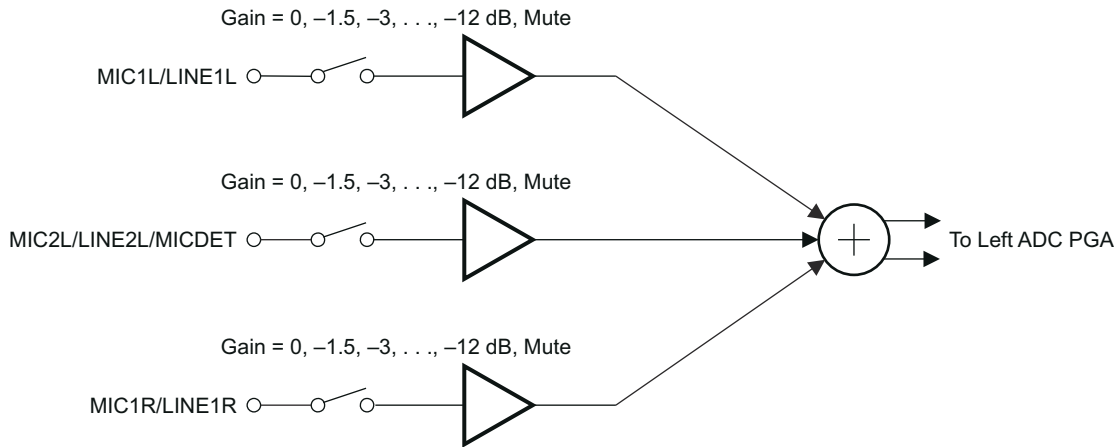 Gain = 0, –1.5, –3, . . ., –12 dB, Mute
MIC1L/LINE1L
Gain = 0, –1.5, –3, . . ., –12 dB, Mute
MIC2L/LINE2L/MICDET
+
To Left ADC PGA
Gain = 0, –1.5, –3, . . ., –12 dB, Mute
MIC1R/LINE1R